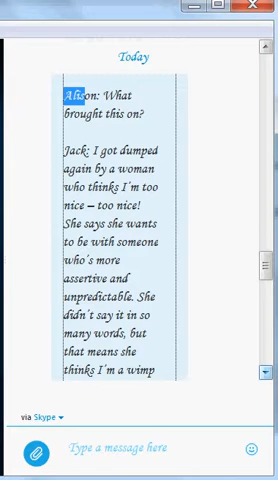 Today
Alison: What
brought this on?
Jack: I got dumped
again by a woman
who thinks I´m too
nice – too nice!
She says she wants
to be with someone
who´s more
assertive and
unpredictable. She
didn´t say it in so
many words, but
that means she
thinks I´m a wimp
via Skype
Type a message here